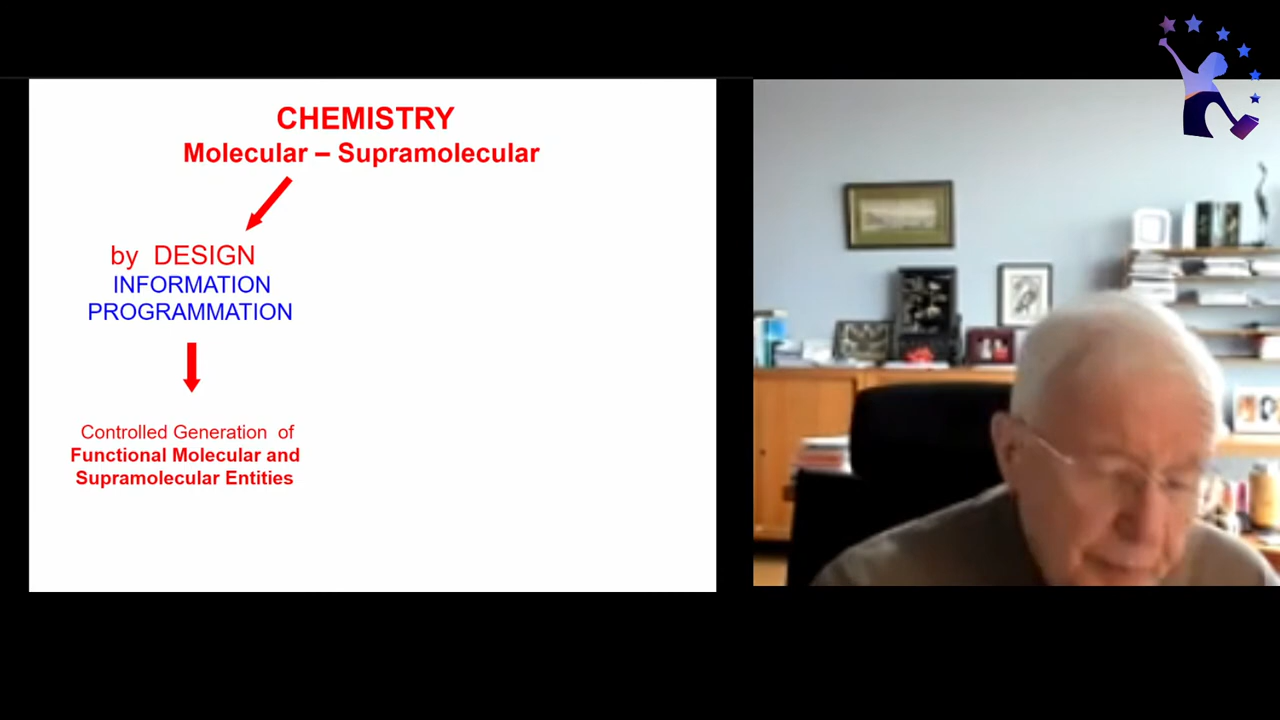 CHEMISTRY
Molecular – Supramolecular
by DESIGN
INFORMATION
PROGRAMMATION
Controlled Generation of
Functional Molecular and
Supramolecular Entities